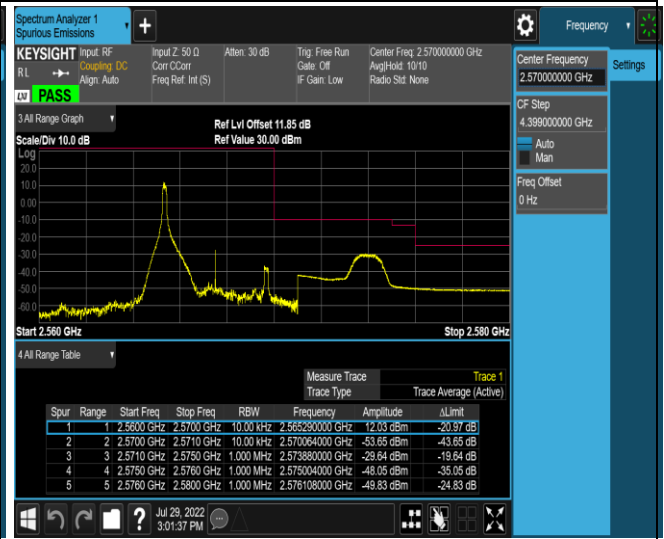 Spectrum Analyzer 1
Spurious Emissions
+
Frequency
KEYSIGHT Input: RF Input Z: 50 Ω Atten: 30 dB Trig: Free Run Center Freq: 2.570000000 GHz
RL Coupling: DC Corr CCorr Gate: Off Avg|Hold: 10/10
Align: Auto Freq Ref: Int (S) IF Gain: Low Radio Std: None
LXI PASS
Center Frequency
2.570000000 GHz
Settings
CF Step
4.399000000 GHz
Auto
Man
Freq Offset
0 Hz
3 All Range Graph
Ref Lvl Offset 11.85 dB
Scale/Div 10.0 dB Ref Value 30.00 dBm
Log
20.0
10.0
0.00
-10.0
-20.0
-30.0
-40.0
-50.0
-60.0
Start 2.560 GHz Stop 2.580 GHz
4 All Range Table
Measure Trace Trace 1
Trace Type Trace Average (Active)
Spur Range Start Freq Stop Freq RBW Frequency Amplitude ΔLimit
1 1 2.5600 GHz 2.5700 GHz 10.00 kHz 2.565290000 GHz 12.03 dBm -20.97 dB
2 2 2.5700 GHz 2.5710 GHz 10.00 kHz 2.570064000 GHz -53.65 dBm -43.65 dB
3 3 2.5710 GHz 2.5750 GHz 1.000 MHz 2.573880000 GHz -29.64 dBm -19.64 dB
4 4 2.5750 GHz 2.5760 GHz 1.000 MHz 2.575004000 GHz -48.05 dBm -35.05 dB
5 5 2.5760 GHz 2.5800 GHz 1.000 MHz 2.576108000 GHz -49.83 dBm -24.83 dB
? Jul 29, 2022
3:01:37 PM